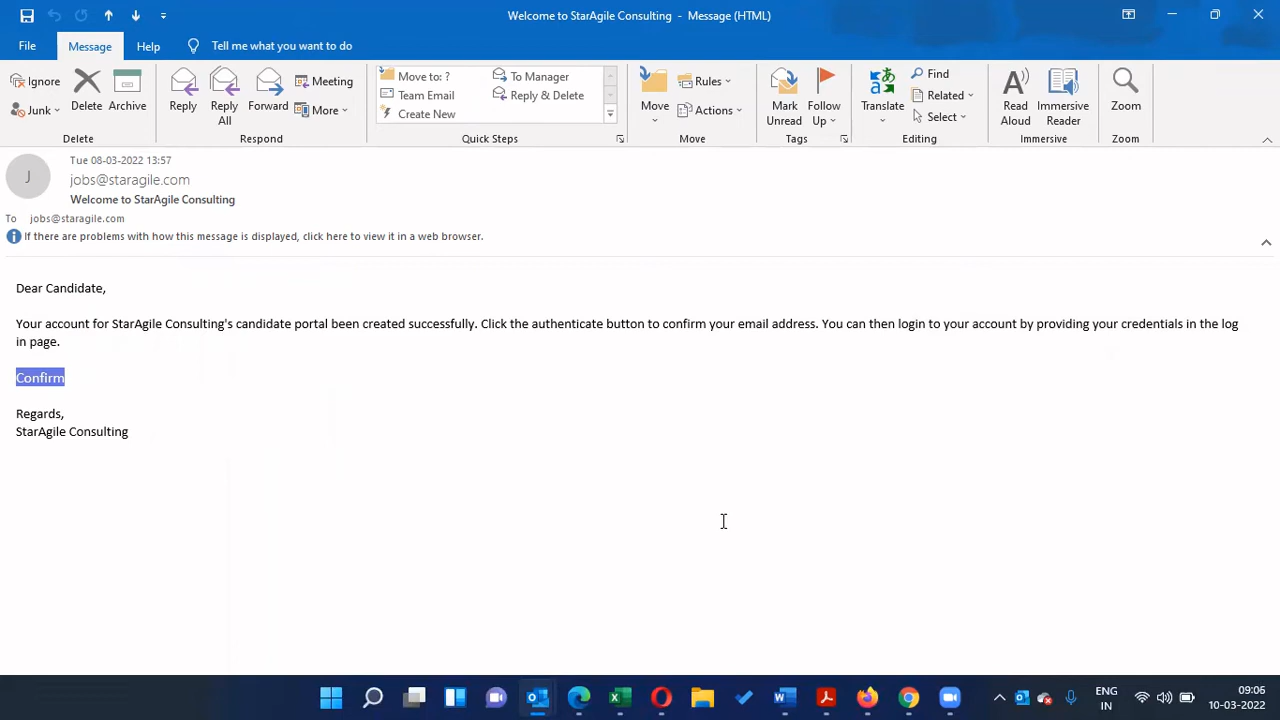 Welcome to StarAgile Consulting - Message (HTML)
File Message Help Tell me what you want to do
Ignore
Junk
Delete
Archive
Delete
Reply
Reply All
Forward
Meeting
More
Respond
Move to: ?
To Manager
Team Email
Reply & Delete
Create New
Quick Steps
Move
Rules
Actions
Move
Mark Unread
Follow Up
Tags
Translate
Find
Related
Select
Editing
Read Aloud
Immersive Reader
Immersive
Zoom
Zoom
Tue 08-03-2022 13:57
J
jobs@staragile.com
Welcome to StarAgile Consulting
To jobs@staragile.com
If there are problems with how this message is displayed, click here to view it in a web browser.
Dear Candidate,
Your account for StarAgile Consulting's candidate portal been created successfully. Click the authenticate button to confirm your email address. You can then login to your account by providing your credentials in the log
in page.
Confirm
Regards,
StarAgile Consulting
ENG
IN
09:06
10-03-2022